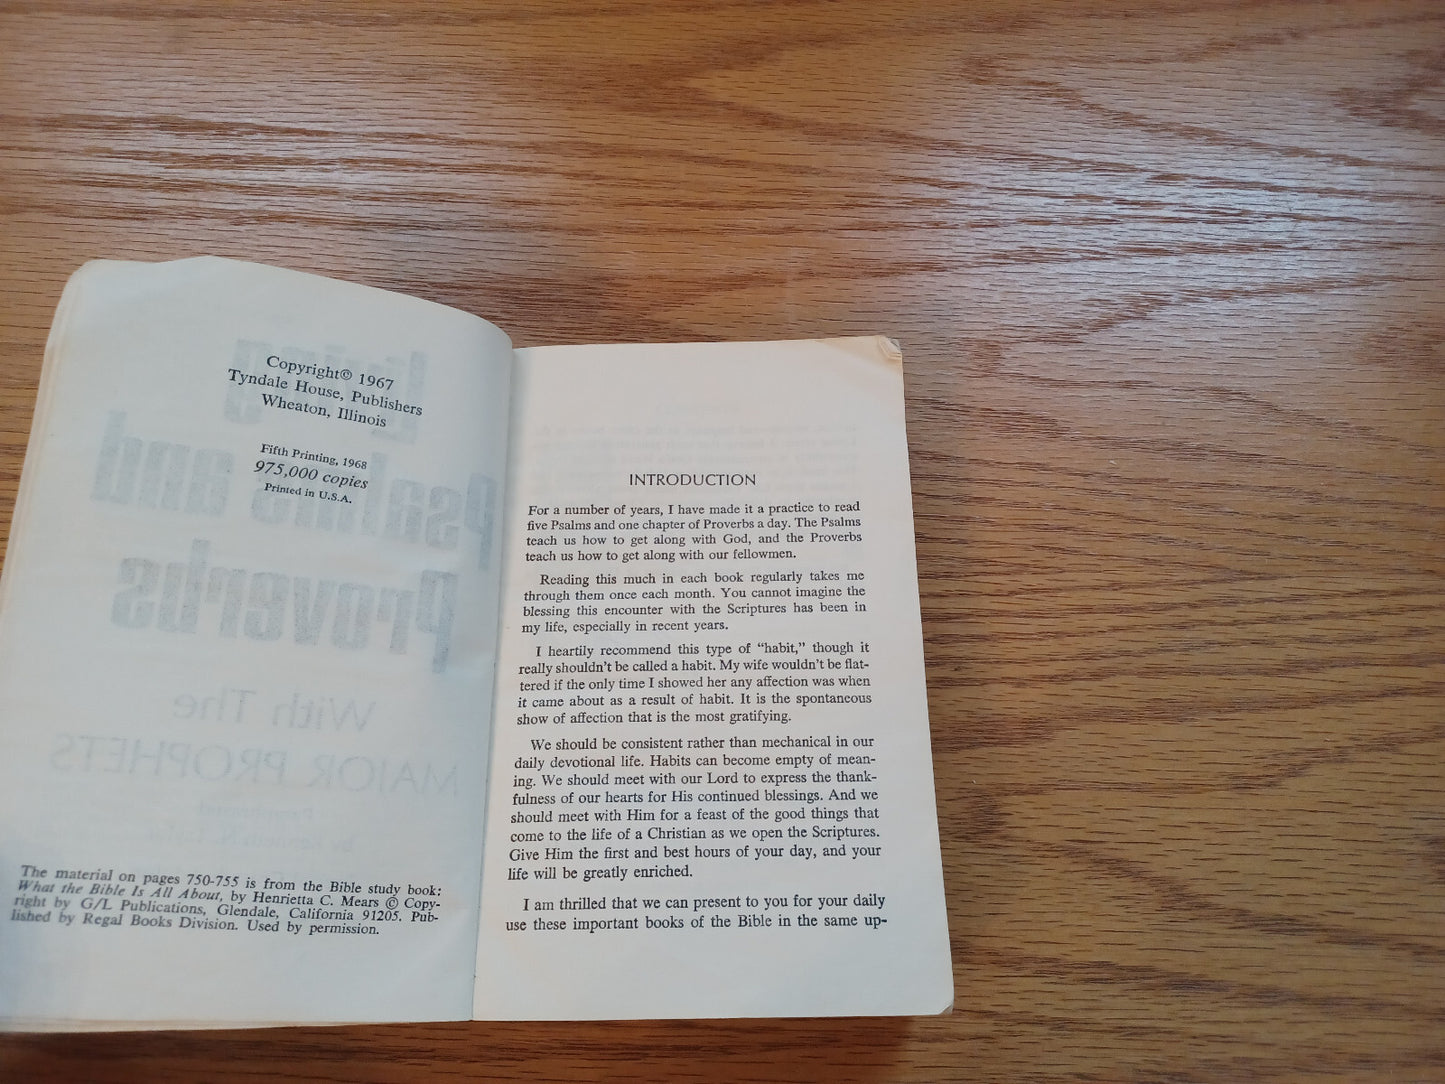 Copyright© 1967
Tyndale House, Publishers
Wheaton, Illinois
Fifth Printing, 1968
975,000 copies
Printed in U.S.A.
Living
Psalms and
Proverbs
With The
MAJOR PROPHETS
Paraphrased
by Kenneth N. Taylor
The material on pages 750-755 is from the Bible study book:
What the Bible Is All About, by Henrietta C. Mears © Copy-
right by G/L Publications, Glendale, California 91205. Pub-
lished by Regal Books Division. Used by permission.
INTRODUCTION
For a number of years, I have made it a practice to read
five Psalms and one chapter of Proverbs a day. The Psalms
teach us how to get along with God, and the Proverbs
teach us how to get along with our fellowmen.
Reading this much in each book regularly takes me
through them once each month. You cannot imagine the
blessing this encounter with the Scriptures has been in
my life, especially in recent years.
I heartily recommend this type of “habit,” though it
really shouldn’t be called a habit. My wife wouldn’t be flat-
tered if the only time I showed her any affection was when
it came about as a result of habit. It is the spontaneous
show of affection that is the most gratifying.
We should be consistent rather than mechanical in our
daily devotional life. Habits can become empty of mean-
ing. We should meet with our Lord to express the thank-
fulness of our hearts for His continued blessings. And we
should meet with Him for a feast of the good things that
come to the life of a Christian as we open the Scriptures.
Give Him the first and best hours of your day, and your
life will be greatly enriched.
I am thrilled that we can present to you for your daily
use these important books of the Bible in the same up-